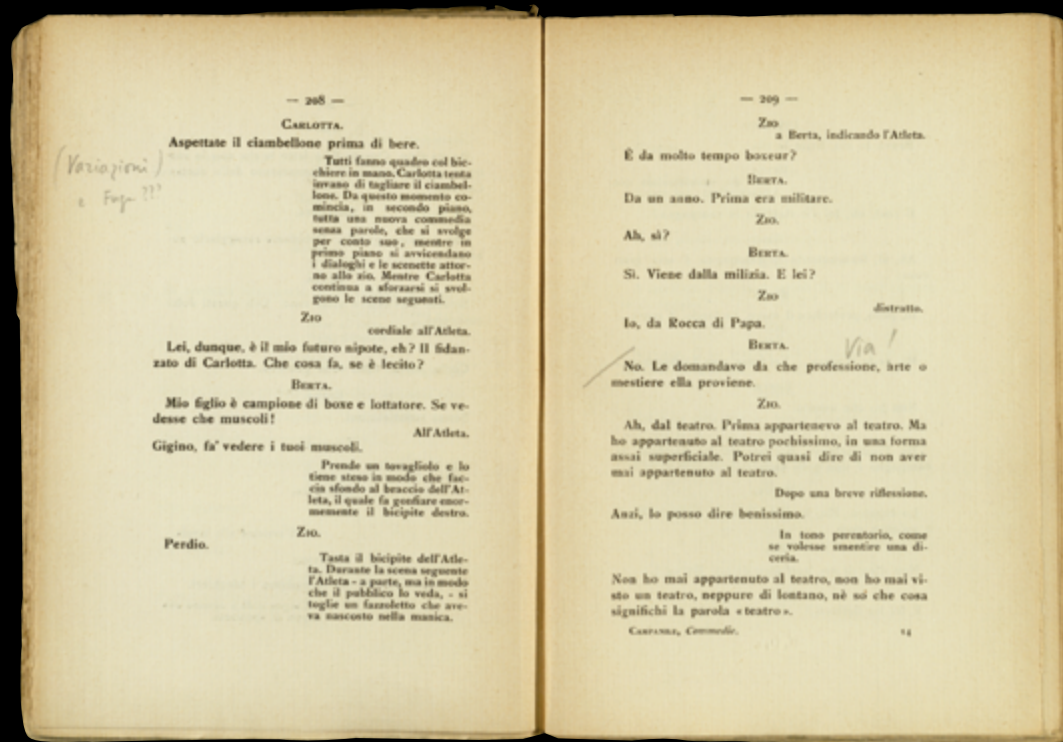 — 208 —
CARLOTTA.
Aspettate il ciambellone prima di bere.
(Variazioni)
e Fuga ???
Tutti fanno quadro col bic-
chiere in mano. Carlotta tenta
invano di tagliare il ciambel-
lone. Da questo momento co-
mincia, in secondo piano,
tutta una nuova commedia
senza parole, che si svolge
per conto suo, mentre in
primo piano si avvicendano
i dialoghi e le scenette attor-
no allo zio. Mentre Carlotta
continua a sforzarsi si svol-
gono le scene seguenti.
ZIO
cordiale all'Atleta.
Lei, dunque, è il mio futuro nipote, eh? Il fidan-
zato di Carlotta. Che cosa fa, se è lecito?
BERTA.
Mio figlio è campione di boxe e lottatore. Se ve-
desse che muscoli!
All'Atleta.
Gigino, fa' vedere i tuoi muscoli.
Prende un tovagliolo e lo
tiene steso in modo che fac-
cia sfondo al braccio dell'At-
leta, il quale fa gonfiare enor-
memente il bicipite destro.
ZIO.
Perdio.
Tasta il bicipite dell'Atle-
ta. Durante la scena seguente
l'Atleta - a parte, ma in modo
che il pubblico lo veda, - si
toglie un fazzoletto che ave-
va nascosto nella manica.
— 209 —
ZIO
a Berta, indicando l'Atleta.
È da molto tempo boxeur?
BERTA.
Da un anno. Prima era militare.
ZIO.
Ah, sì?
BERTA.
Sì. Viene dalla milizia. E lei?
ZIO
distratto.
Io, da Rocca di Papa.
BERTA.
Via!
No. Le domandavo da che professione, arte o
mestiere ella proviene.
ZIO.
Ah, dal teatro. Prima appartenevo al teatro. Ma
ho appartenuto al teatro pochissimo, in una forma
assai superficiale. Potrei quasi dire di non aver
mai appartenuto al teatro.
Dopo una breve riflessione.
Anzi, lo posso dire benissimo.
In tono perentorio, come
se volesse smentire una di-
ceria.
Non ho mai appartenuto al teatro, non ho mai vi-
sto un teatro, neppure di lontano, nè so che cosa
significhi la parola «teatro».
CAMPANILE, Commedie.
14